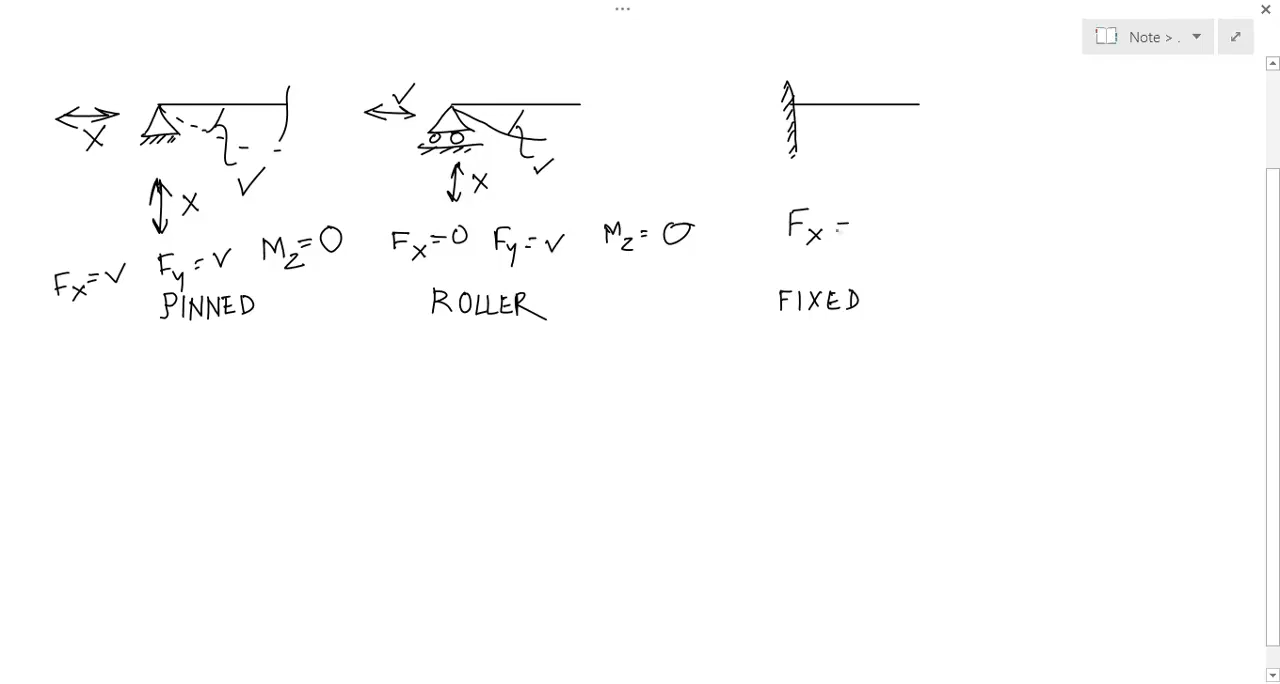 Note > .
X
✓
✓
✓
X
X
Fx=✓ Fy=✓ Mz=0
Fx=0 Fy=✓ Mz=0
Fx=
PINNED
ROLLER
FIXED